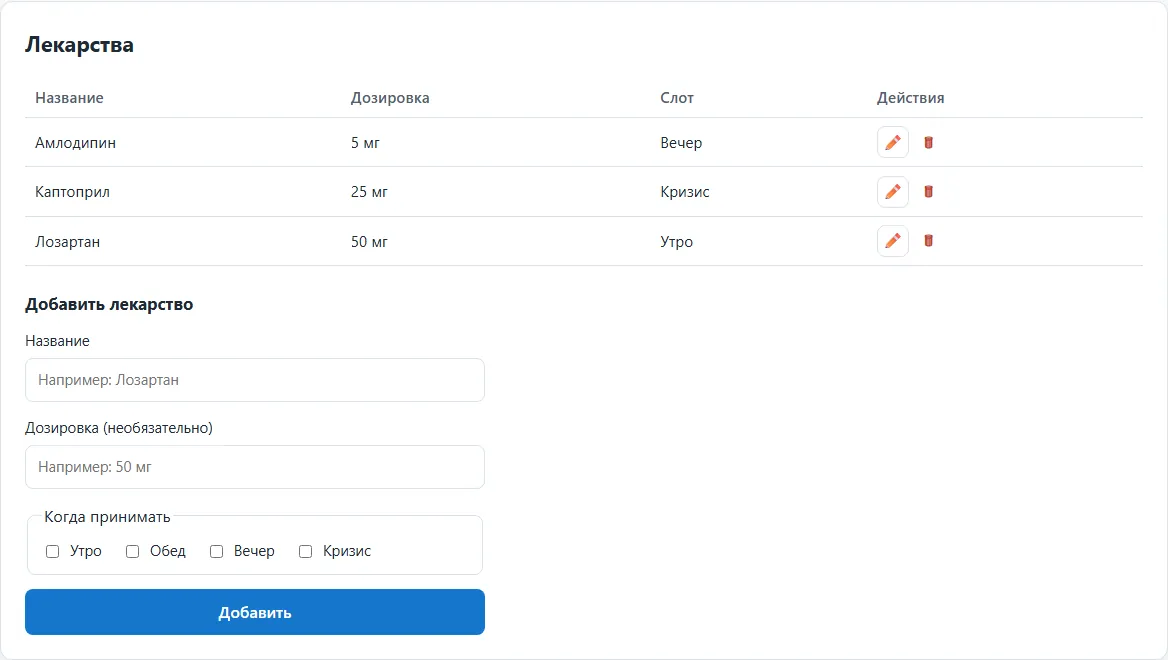 Лекарства
Название Дозировка Слот Действия
Амлодипин 5 мг Вечер
Каптоприл 25 мг Кризис
Лозартан 50 мг Утро
Добавить лекарство
Название
Например: Лозартан
Дозировка (необязательно)
Например: 50 мг
Когда принимать
Утро Обед Вечер Кризис
Добавить